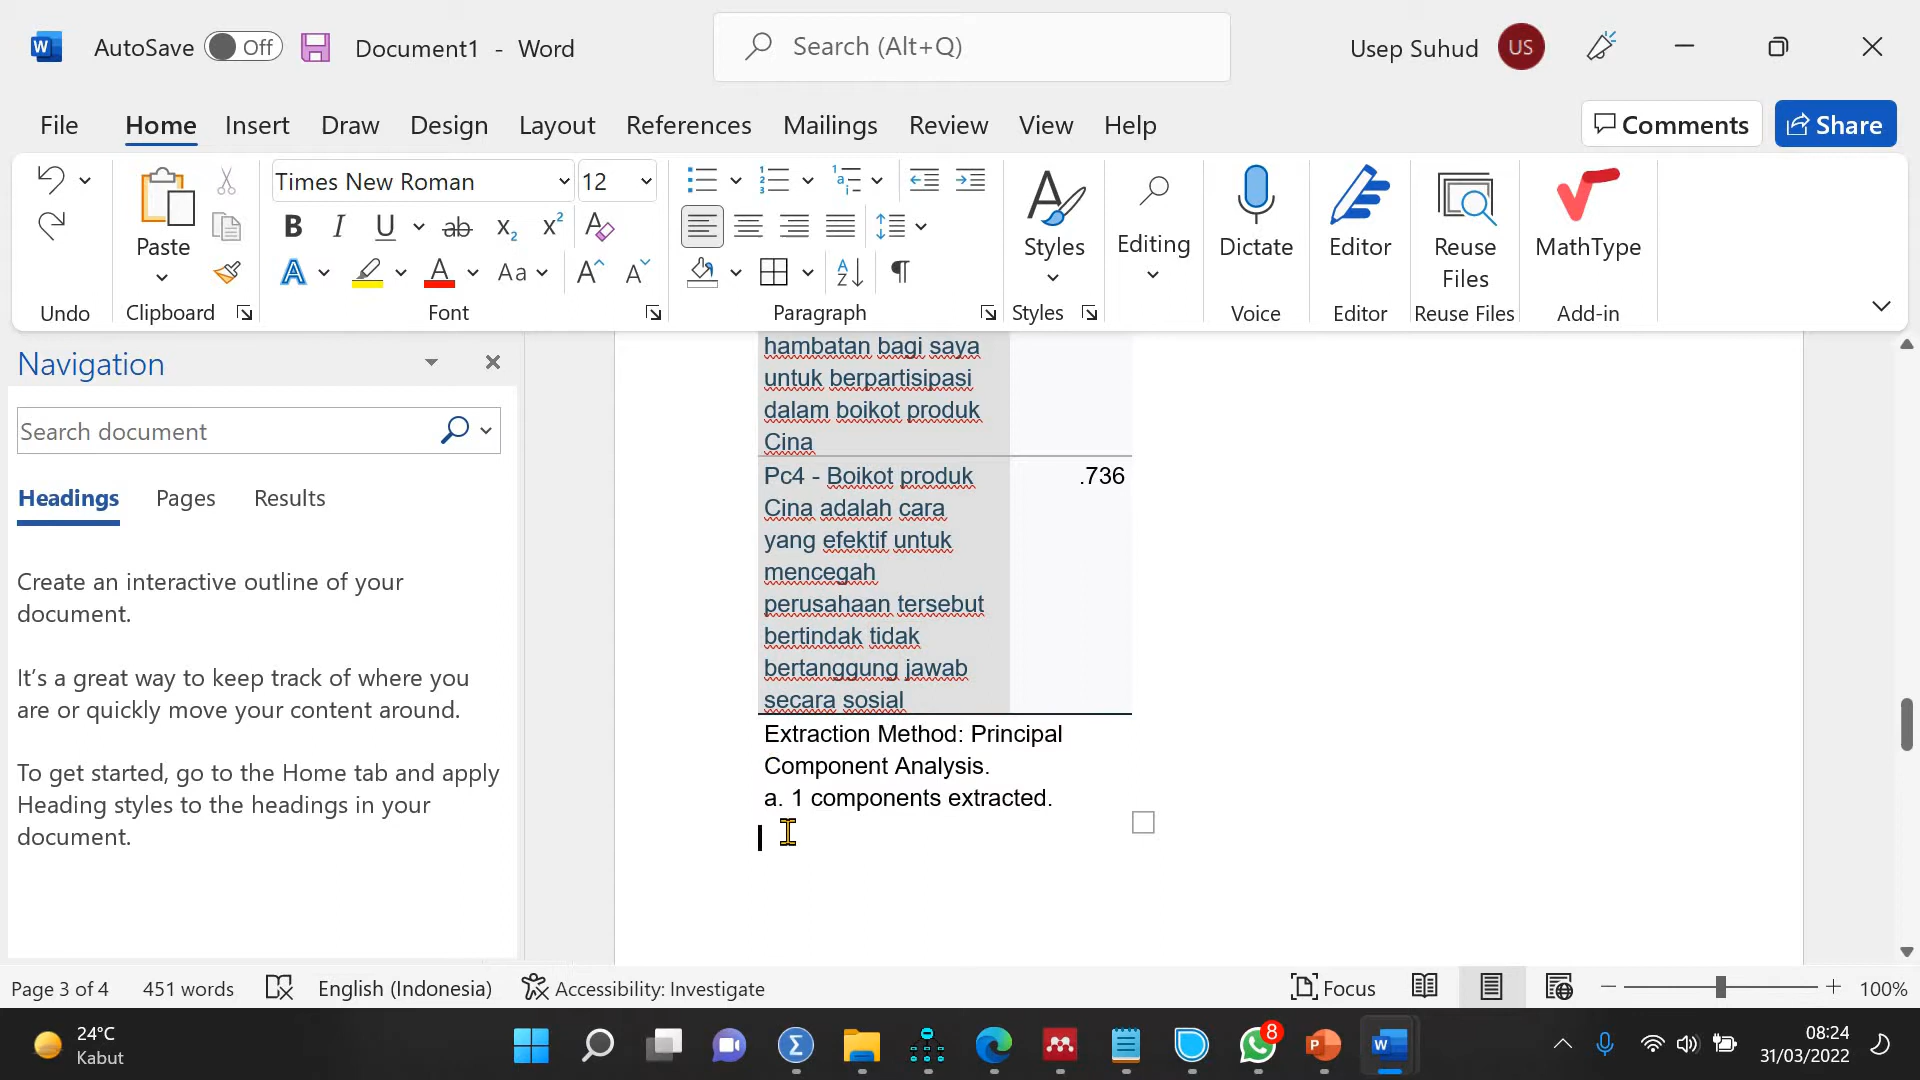 AutoSave Off Document1 - Word Search (Alt+Q) Usep Suhud US
File Home Insert Draw Design Layout References Mailings Review View Help Comments Share
Times New Roman 12
Paste Styles Editing Dictate Editor Reuse Files MathType
Undo Clipboard Font Paragraph Styles Voice Editor Reuse Files Add-in
Navigation
Search document
Headings Pages Results
Create an interactive outline of your
document.
It's a great way to keep track of where you
are or quickly move your content around.
To get started, go to the Home tab and apply
Heading styles to the headings in your
document.
hambatan bagi saya
untuk berpartisipasi
dalam boikot produk
Cina
Pc4 - Boikot produk .736
Cina adalah cara
yang efektif untuk
mencegah
perusahaan tersebut
bertindak tidak
bertanggung jawab
secara sosial
Extraction Method: Principal
Component Analysis.
a. 1 components extracted.
Page 3 of 4 451 words English (Indonesia) Accessibility: Investigate Focus 100%
24°C
Kabut
8
08:24
31/03/2022